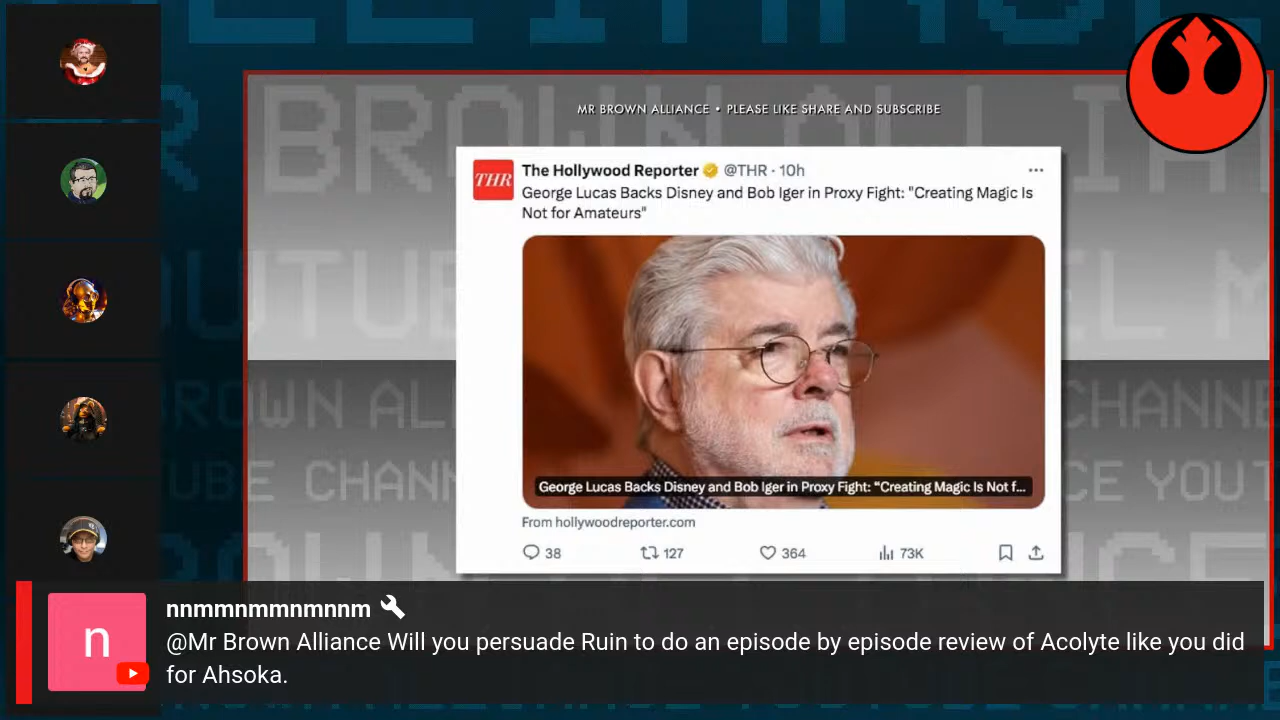 MR BROWN ALLIANCE • PLEASE LIKE SHARE AND SUBSCRIBE
THR
The Hollywood Reporter @THR · 10h
George Lucas Backs Disney and Bob Iger in Proxy Fight: "Creating Magic Is
Not for Amateurs"
George Lucas Backs Disney and Bob Iger in Proxy Fight: "Creating Magic Is Not f...
From hollywoodreporter.com
38 127 364 73K
n
nnmmnmmnmnnm
@Mr Brown Alliance Will you persuade Ruin to do an episode by episode review of Acolyte like you did
for Ahsoka.